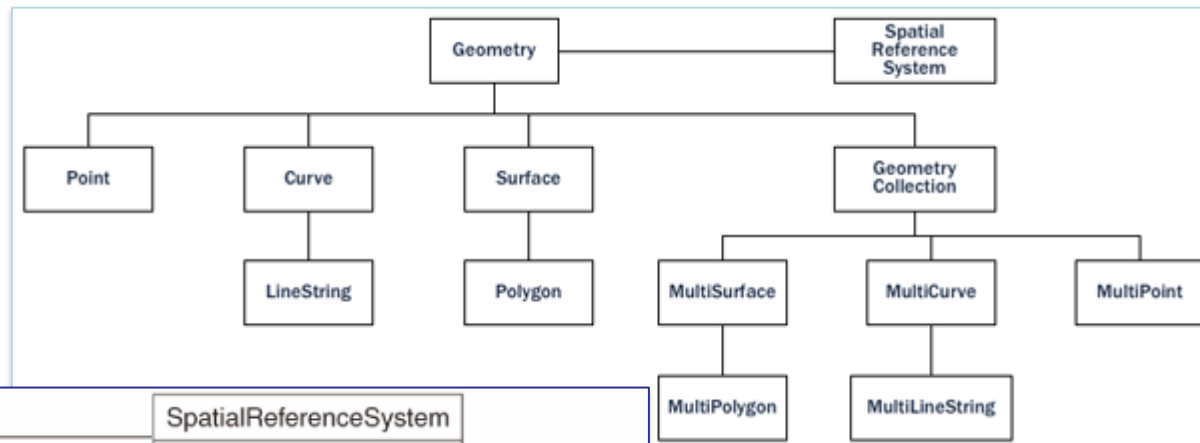 Geometry
Spatial
Reference
System
Point
Curve
Surface
Geometry
Collection
LineString
Polygon
MultiSurface
MultiCurve
MultiPoint
MultiPolygon
MultiLineString
SpatialReferenceSystem